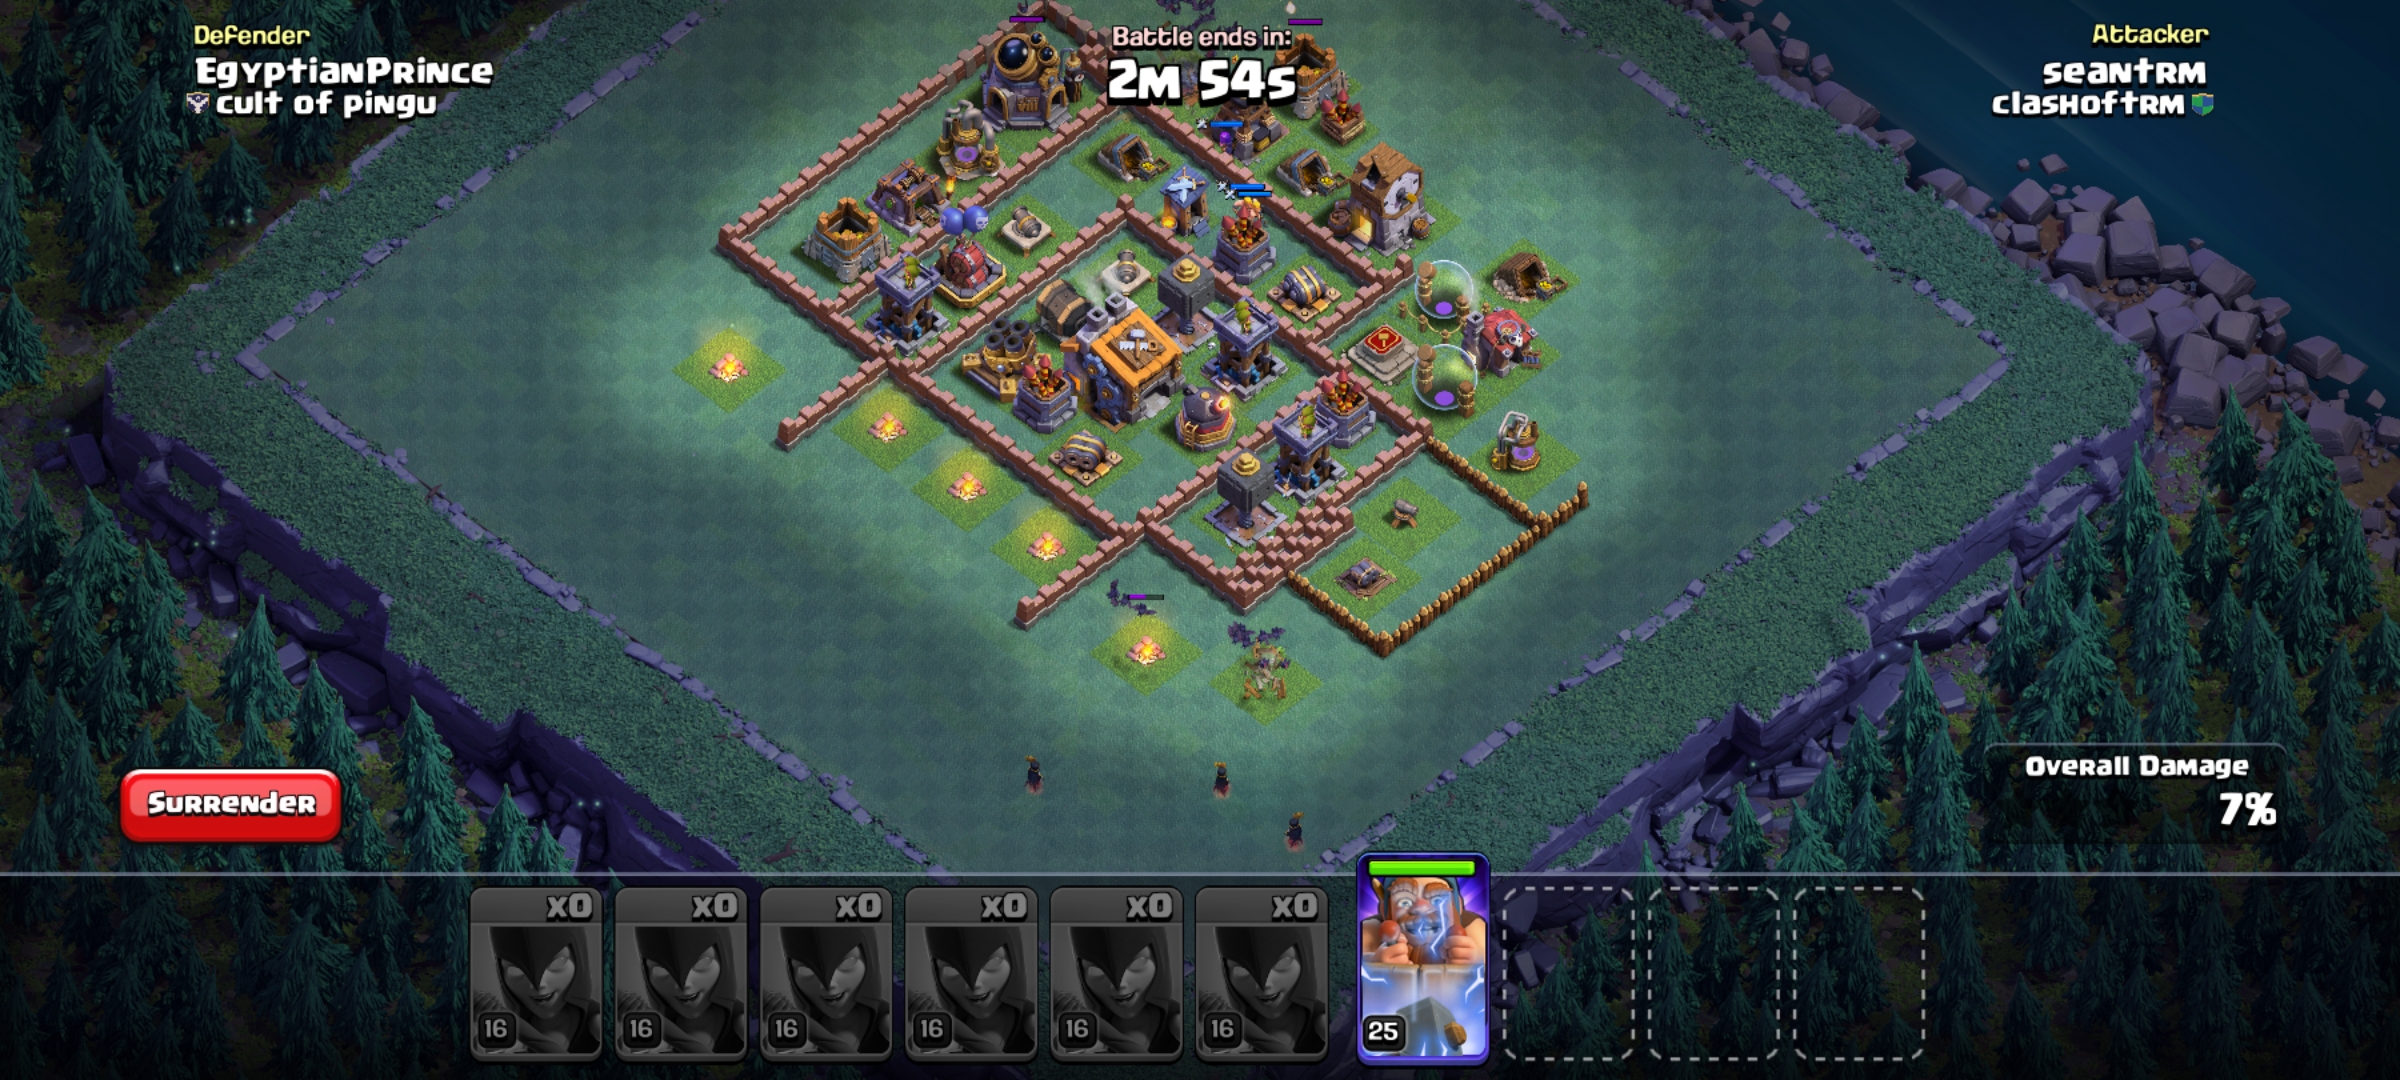 Defender
EgyptianPrince
cult of pingu
Battle ends in:
2m 54s
Attacker
seantrm
clashoftrm
Surrender
Overall Damage
7%
x0
x0
x0
x0
x0
x0
16
16
16
16
16
16
25